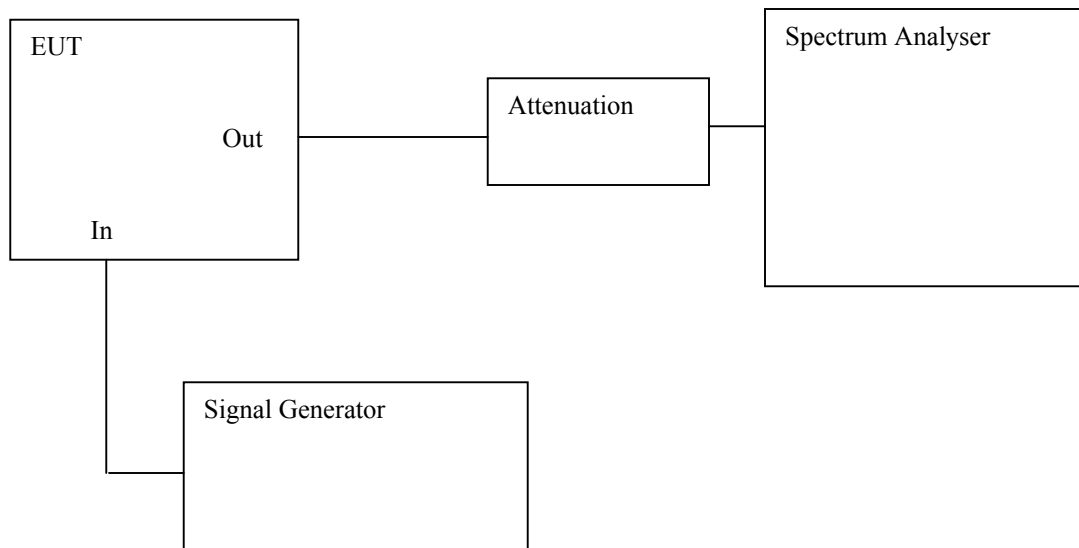 EUT
Spectrum Analyser
Attenuation
Out
In
Signal Generator